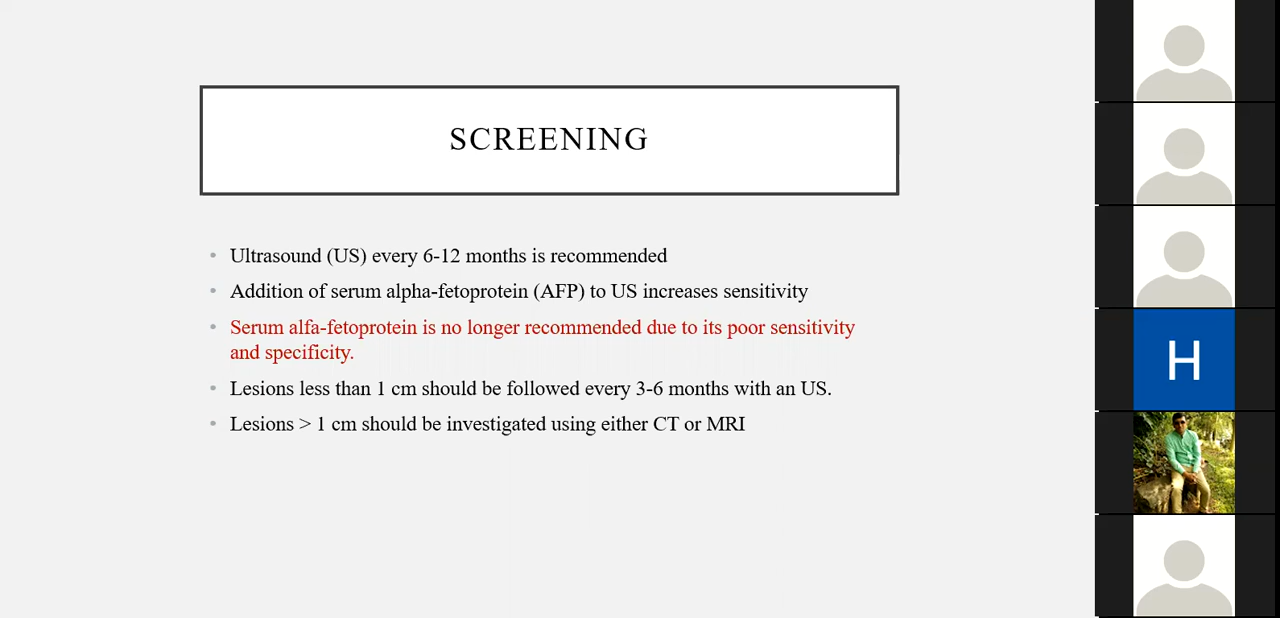 SCREENING
• Ultrasound (US) every 6-12 months is recommended
• Addition of serum alpha-fetoprotein (AFP) to US increases sensitivity
• Serum alfa-fetoprotein is no longer recommended due to its poor sensitivity
and specificity.
• Lesions less than 1 cm should be followed every 3-6 months with an US.
• Lesions > 1 cm should be investigated using either CT or MRI
H